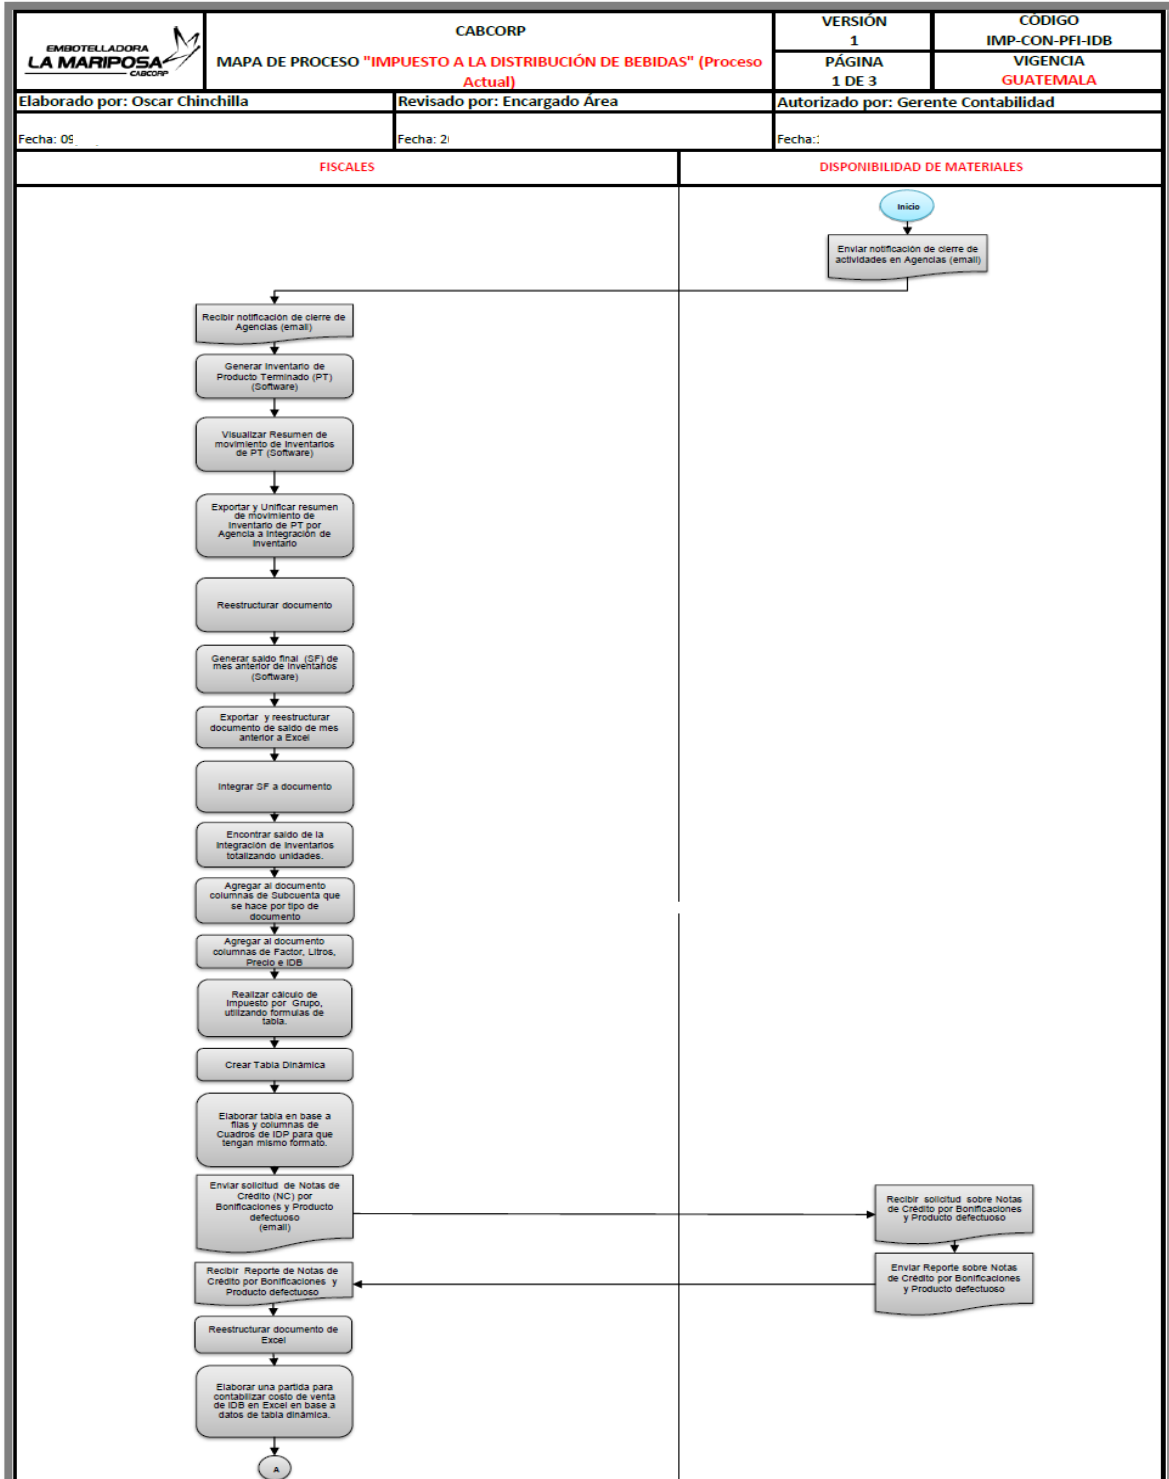 EMBOTELLADORA
LA MARIPOSA
CABCORP
CABCORP
MAPA DE PROCESO "IMPUESTO A LA DISTRIBUCIÓN DE BEBIDAS" (Proceso
Actual)
VERSIÓN
1
CÓDIGO
IMP-CON-PFI-IDB
PÁGINA
1 DE 3
VIGENCIA
GUATEMALA
Elaborado por: Oscar Chinchilla
Revisado por: Encargado Área
Autorizado por: Gerente Contabilidad
Fecha: 09
Fecha: 2
Fecha:
FISCALES
DISPONIBILIDAD DE MATERIALES
Inicio
Enviar notificación de cierre de
actividades en Agencias (email)
Recibir notificación de cierre de
Agencias (email)
Generar Inventario de
Producto Terminado (PT)
(Software)
Visualizar Resumen de
movimiento de Inventarios
de PT (Software)
Exportar y Unificar resumen
de movimiento de
Inventario de PT por
Agencia a Integración de
Inventario
Reestructurar documento
Generar saldo final (SF) de
mes anterior de Inventarios
(Software)
Exportar y reestructurar
documento de saldo de mes
anterior a Excel
Integrar SF a documento
Encontrar saldo de la
Integración de Inventarios
totalizando unidades.
Agregar al documento
columnas de Subcuenta que
se hace por tipo de
documento
Agregar al documento
columnas de Factor, Litros,
Precio e IDB
Realizar cálculo de
Impuesto por Grupo,
utilizando formulas de
tabla.
Crear Tabla Dinámica
Elaborar tabla en base a
filas y columnas de
Cuadros de IDP para que
tengan mismo formato.
Enviar solicitud de Notas de
Crédito (NC) por
Bonificaciones y Producto
defectuoso
(email)
Recibir solicitud sobre Notas
de Crédito por Bonificaciones
y Producto defectuoso
Enviar Reporte sobre Notas
de Crédito por Bonificaciones
y Producto defectuoso
Recibir Reporte de Notas de
Crédito por Bonificaciones y
Producto defectuoso
Reestructurar documento de
Excel
Elaborar una partida para
contabilizar costo de venta
de IDB en Excel en base a
datos de tabla dinámica.
A